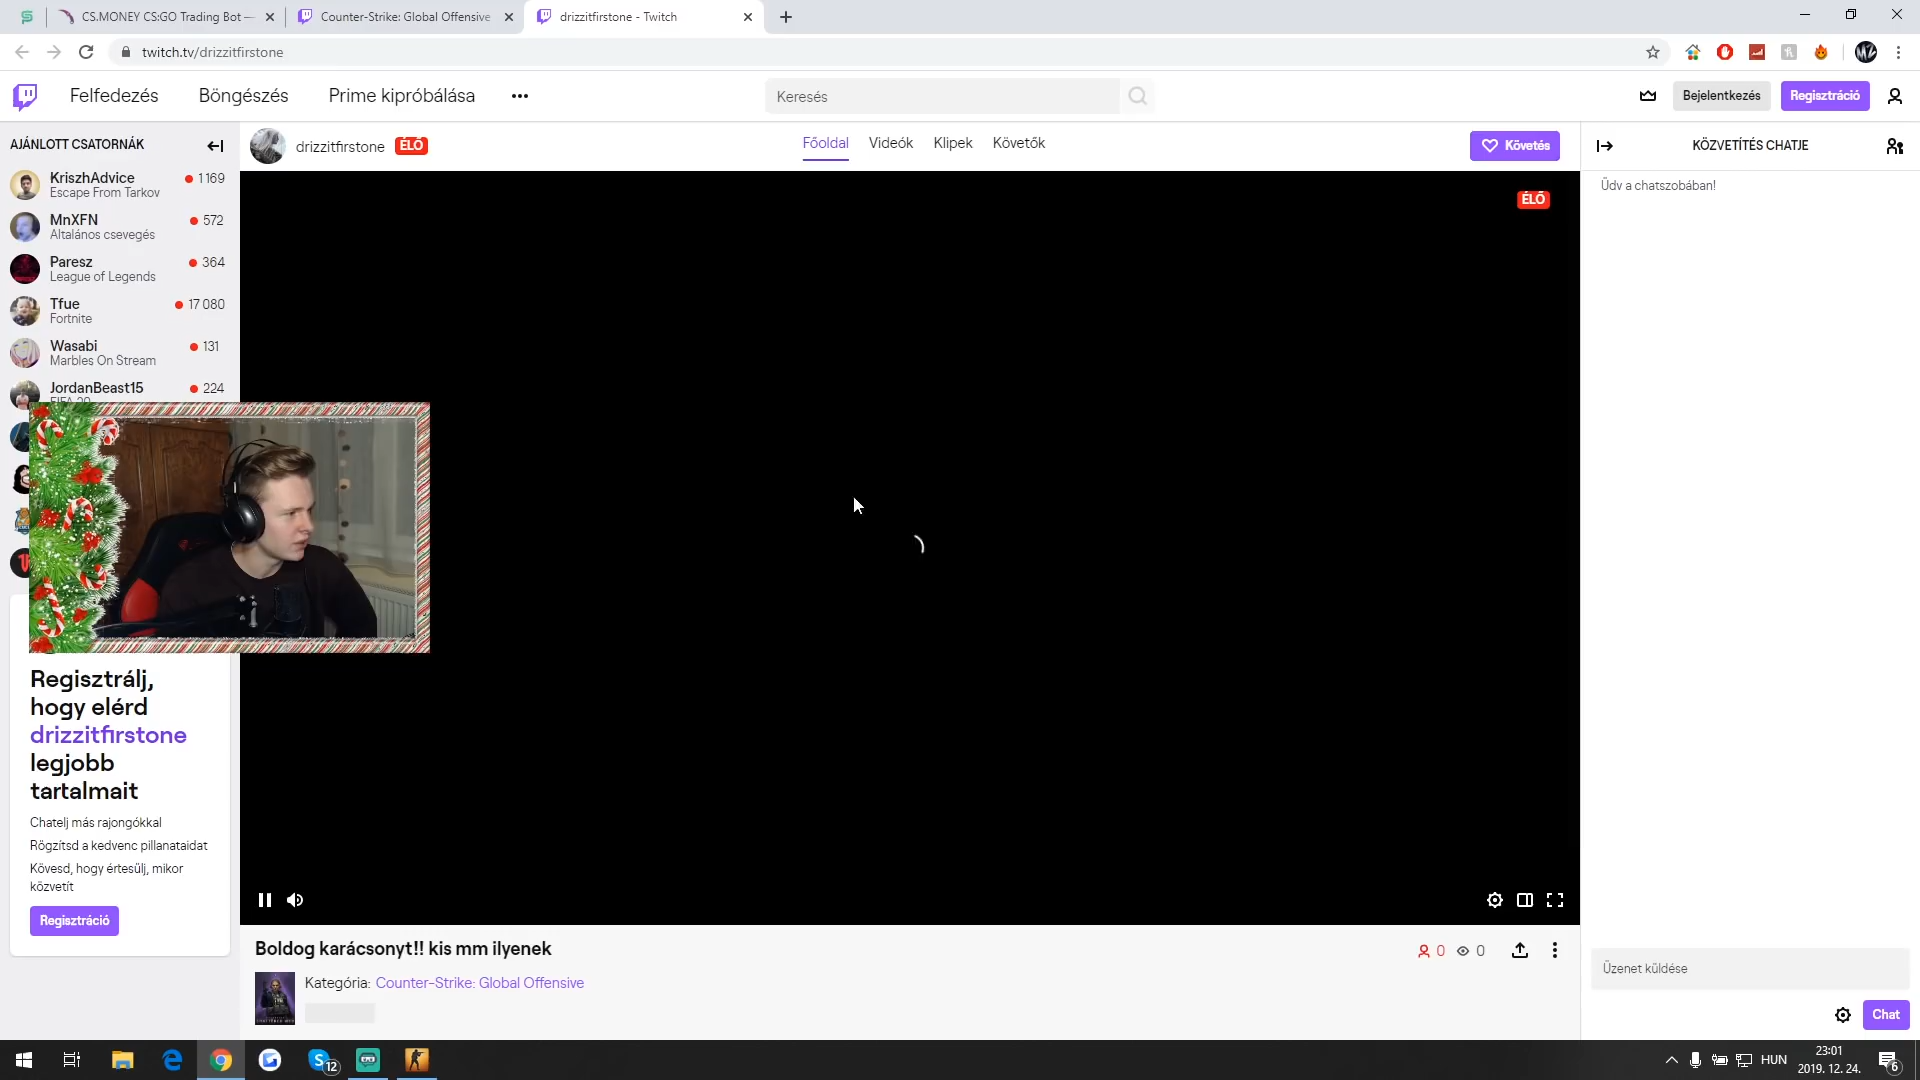 CS.MONEY CS:GO Trading Bot —
Counter-Strike: Global Offensive
drizzitfirstone - Twitch
twitch.tv/drizzitfirstone
Felfedezés
Böngészés
Prime kipróbálása
Keresés
Bejelentkezés
Regisztráció
AJÁNLOTT CSATORNÁK
KriszhAdvice
1 169
Escape From Tarkov
MnXFN
572
Általános csevegés
Paresz
364
League of Legends
Tfue
17 080
Fortnite
Wasabi
131
Marbles On Stream
JordanBeast15
224
FIFA 20
Regisztrálj,
hogy elérd
drizzitfirstone
legjobb
tartalmait
Chatelj más rajongókkal
Rögzítsd a kedvenc pillanataidat
Kövesd, hogy értesülj, mikor
közvetít
Regisztráció
drizzitfirstone
ÉLŐ
Főoldal
Videók
Klipek
Követők
Követés
ÉLŐ
Boldog karácsonyt!! kis mm ilyenek
0
0
Kategória: Counter-Strike: Global Offensive
KÖZVETÍTÉS CHATJE
Üdv a chatszobában!
Üzenet küldése
Chat
12
HUN
23:01
2019. 12. 24.
6